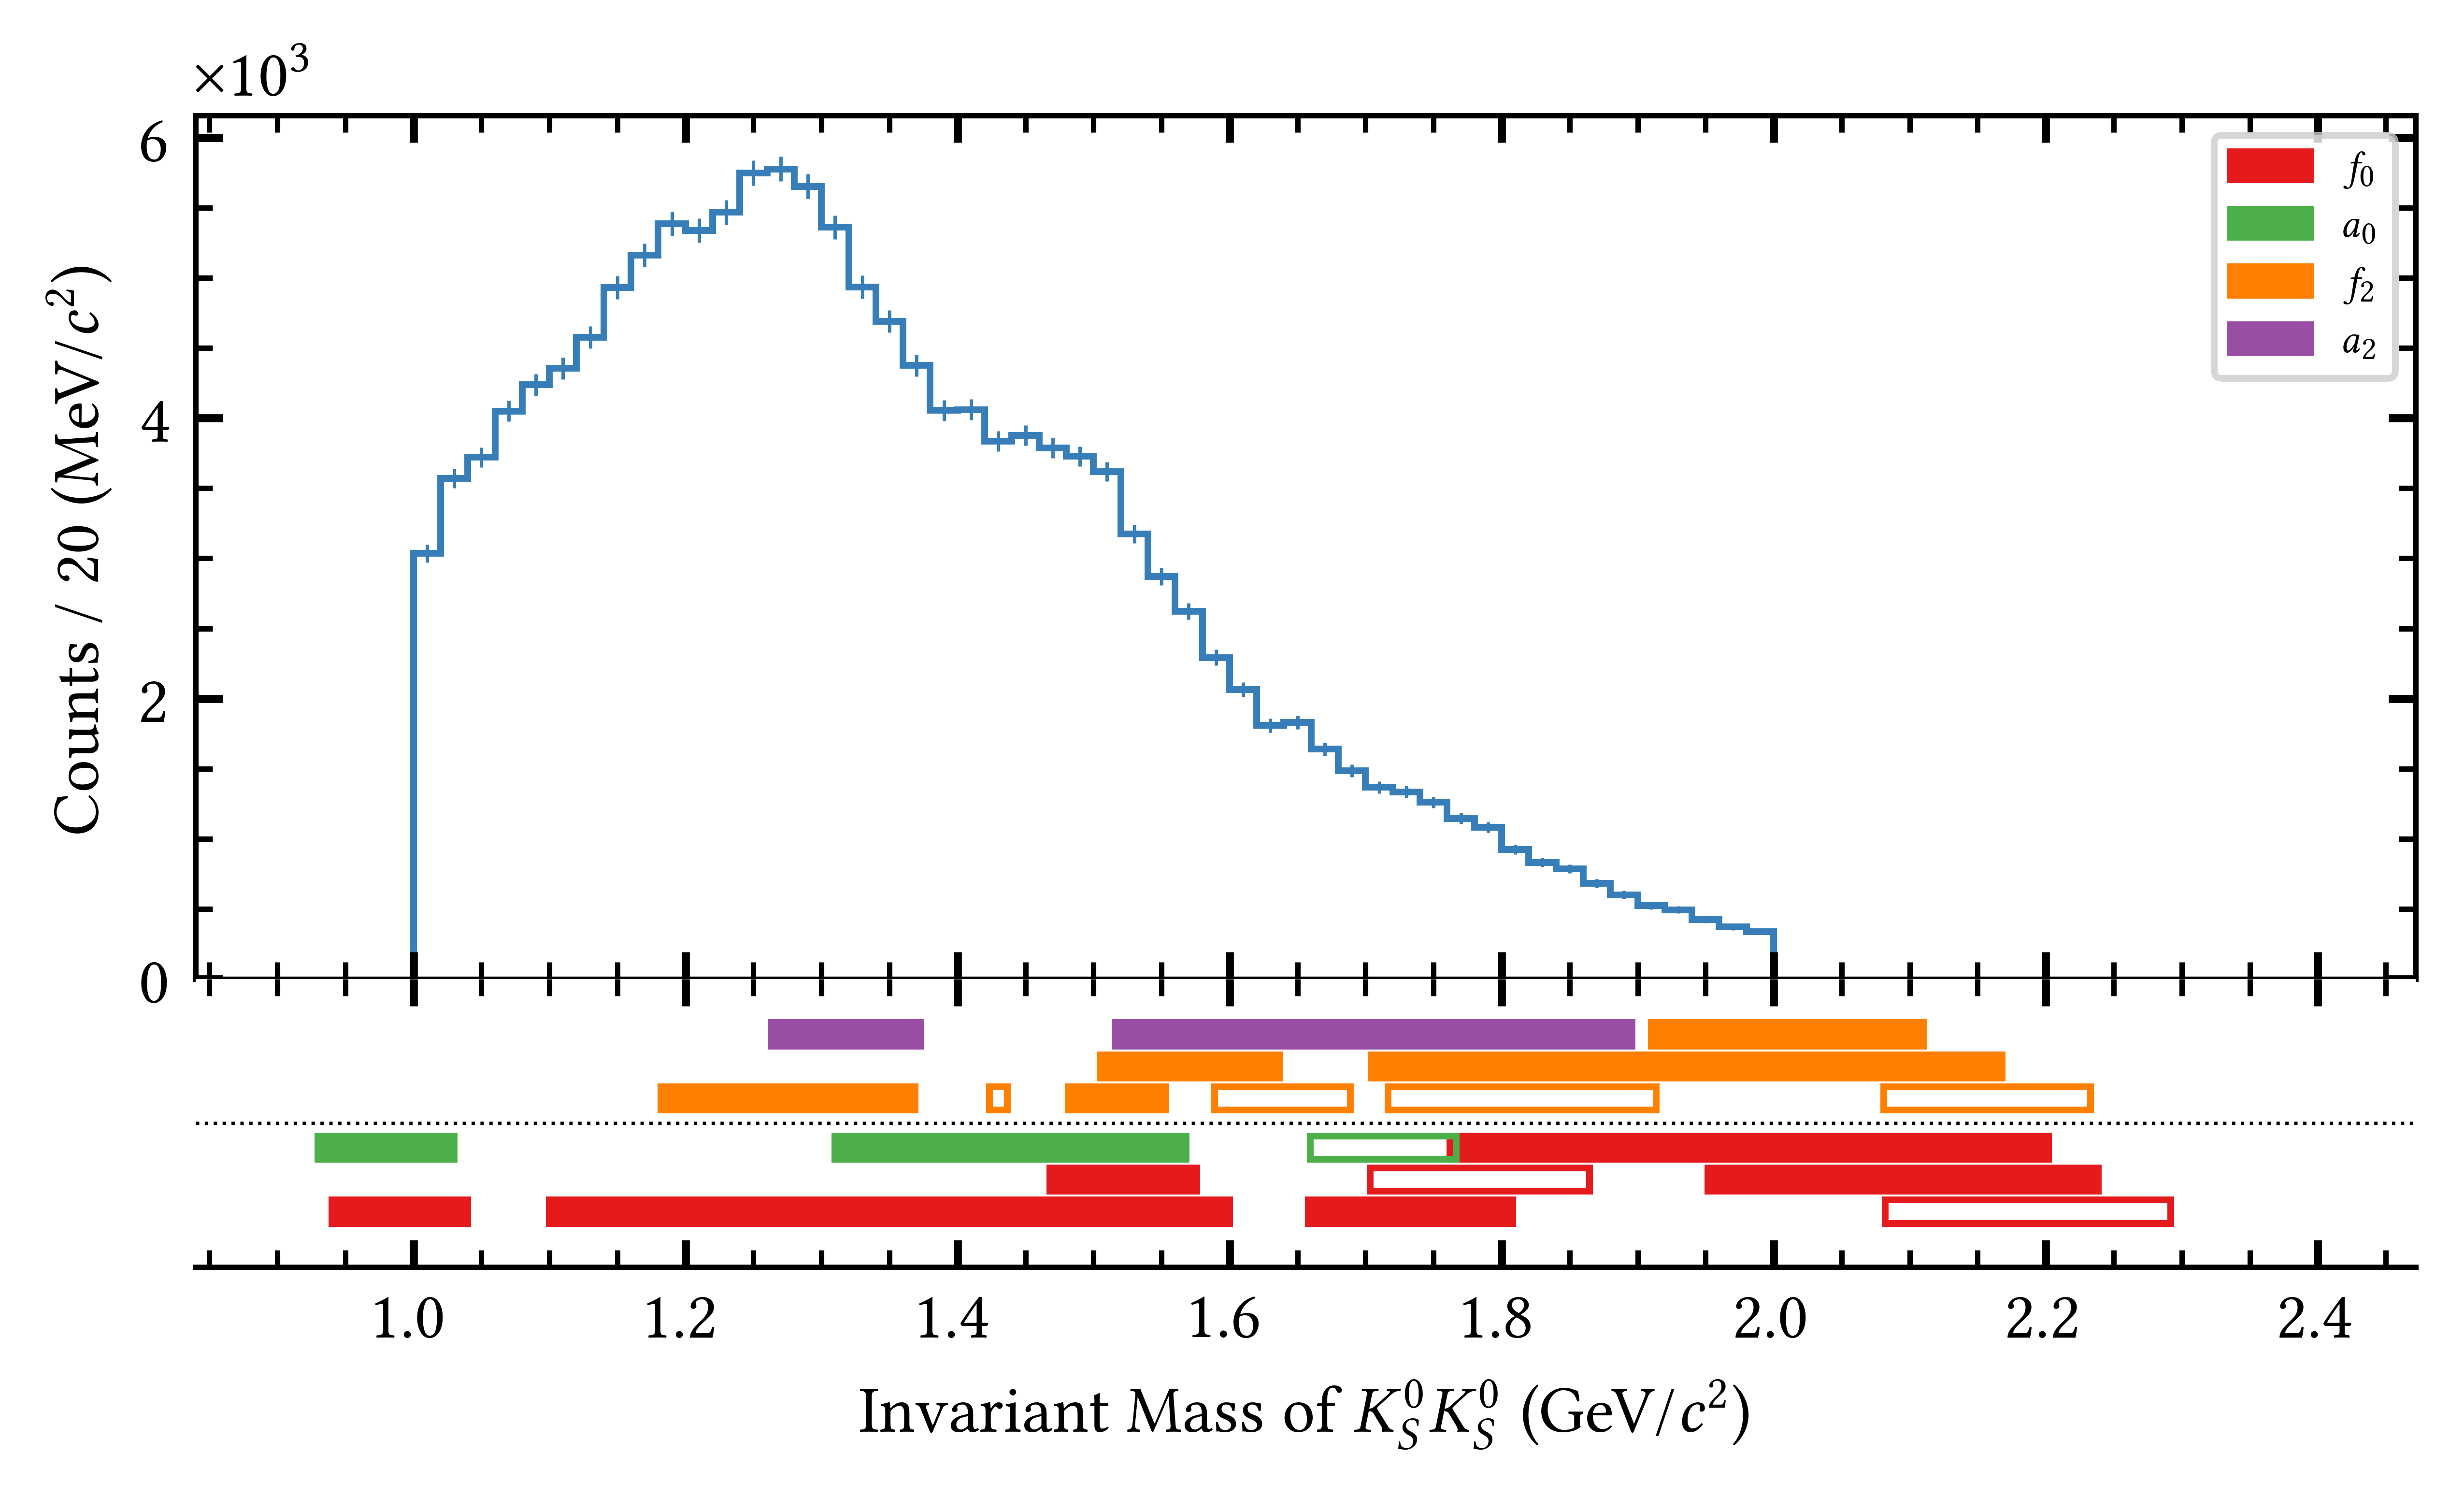 ×10³
6
4
2
0
Counts / 20 (MeV/c²)
f₀
a₀
f₂
a₂
1.0 1.2 1.4 1.6 1.8 2.0 2.2 2.4
Invariant Mass of K⁰_S K⁰_S (GeV/c²)